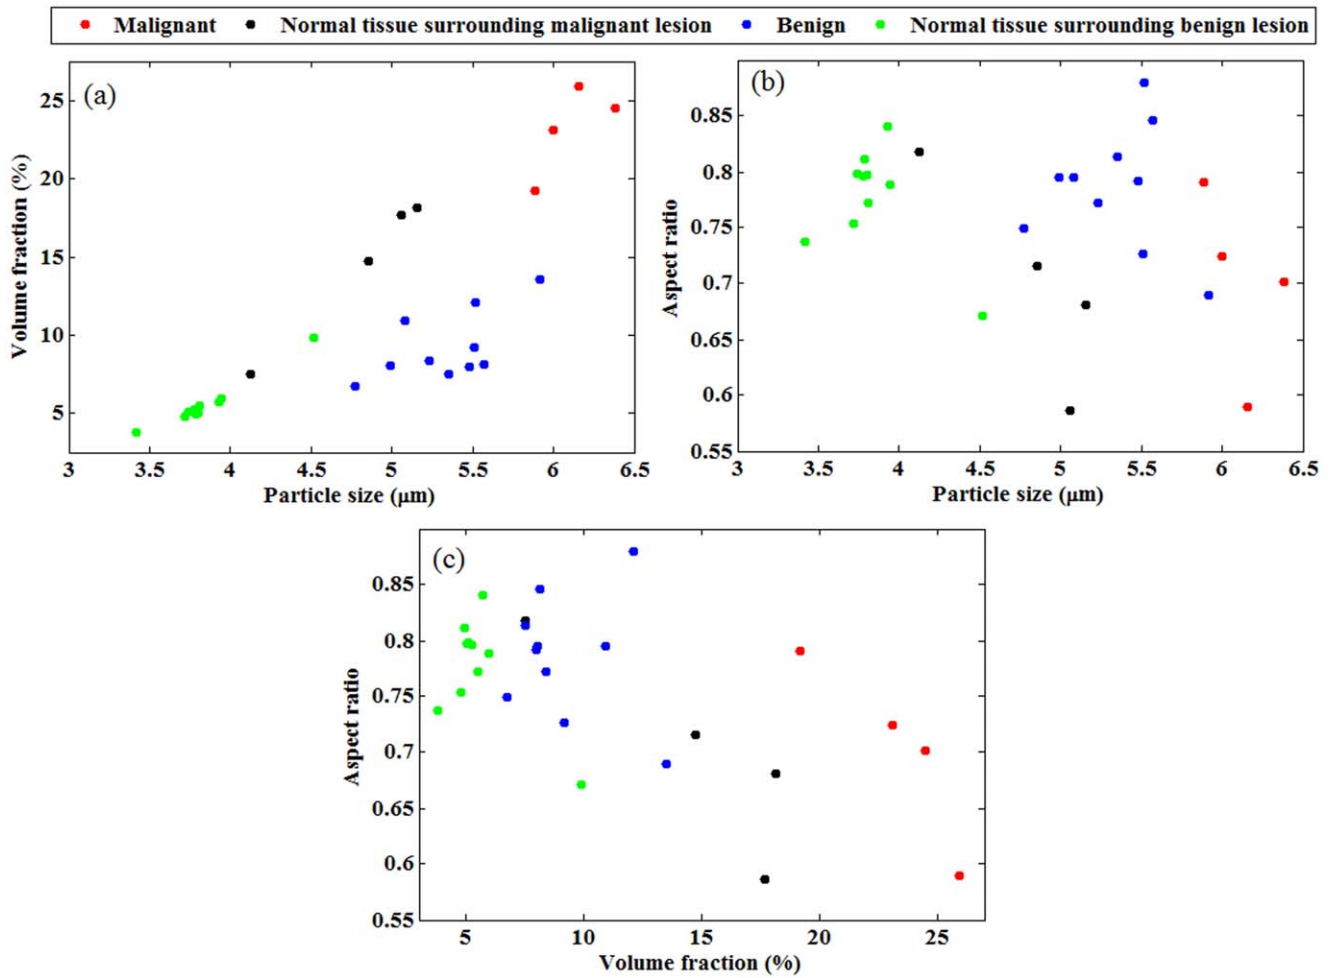 Malignant Normal tissue surrounding malignant lesion Benign Normal tissue surrounding benign lesion
(a)
25
20
15
10
5
Volume fraction (%)
3 3.5 4 4.5 5 5.5 6 6.5
Particle size (μm)
(b)
0.85
0.8
0.75
0.7
0.65
0.6
0.55
Aspect ratio
3 3.5 4 4.5 5 5.5 6 6.5
Particle size (μm)
(c)
0.85
0.8
0.75
0.7
0.65
0.6
0.55
Aspect ratio
5 10 15 20 25
Volume fraction (%)